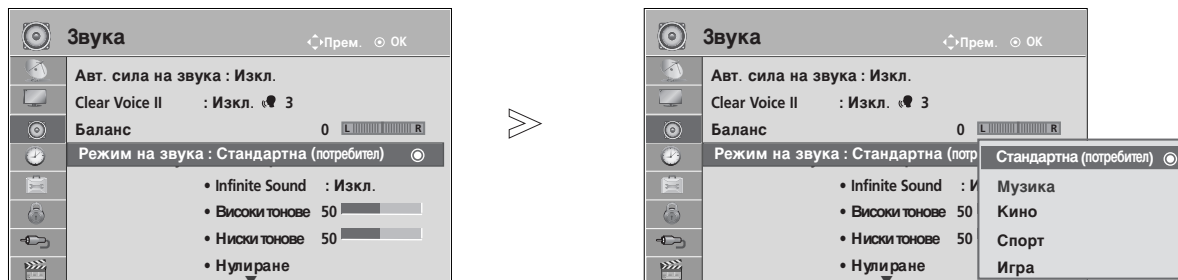 Звука
Прем. OK
Авт. сила на звука : Изкл.
Clear Voice II : Изкл. 3
Баланс 0 L R
Режим на звука : Стандартна (потребител)
• Infinite Sound : Изкл.
• Високи тонове 50
• Ниски тонове 50
• Нулиране
>
Звука
Прем. OK
Авт. сила на звука : Изкл.
Clear Voice II : Изкл. 3
Баланс 0 L R
Режим на звука : Стандартна (потр
• Infinite Sound : И
• Високи тонове 50
• Ниски тонове 50
• Нулиране
Стандартна (потребител)
Музика
Кино
Спорт
Игра